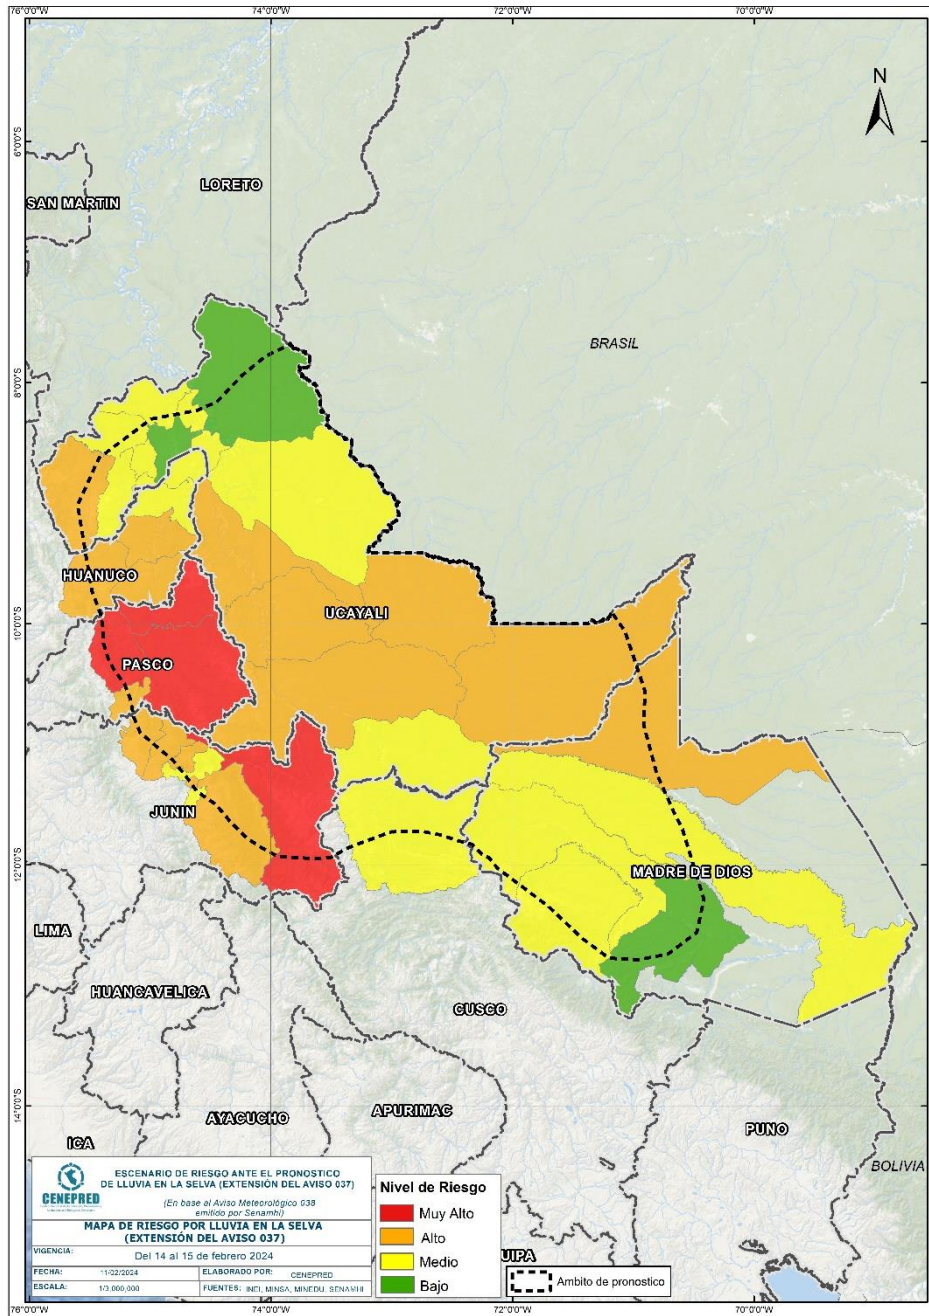 76°0'0"O 74°0'0"O 72°0'0"O 70°0'0"O
N
6°0'0"S
LORETO
SAN MARTIN
BRASIL
8°0'0"S
HUANUCO
UCAYALI
10°0'0"S
PASCO
JUNIN
12°0'0"S
MADRE DE DIOS
LIMA
HUANCAVELICA
CUSCO
14°0'0"S
AYACUCHO
APURIMAC
PUNO
ICA
BOLIVIA
UIPA
CENEPRED
ESCENARIO DE RIESGO ANTE EL PRONOSTICO
DE LLUVIA EN LA SELVA (EXTENSIÓN DEL AVISO 037)
(En base al Aviso Meteorológico 038
emitido por Senamhi)
MAPA DE RIESGO POR LLUVIA EN LA SELVA
(EXTENSIÓN DEL AVISO 037)
VIGENCIA: Del 14 al 15 de febrero 2024
FECHA: 11/02/2024 ELABORADO POR: CENEPRED
ESCALA: 1/3,000,000 FUENTES: INEI, MINSA, MINEDU, SENAMHI
Nivel de Riesgo
Muy Alto
Alto
Medio
Bajo
Ambito de pronostico
76°0'0"O 74°0'0"O 72°0'0"O 70°0'0"O